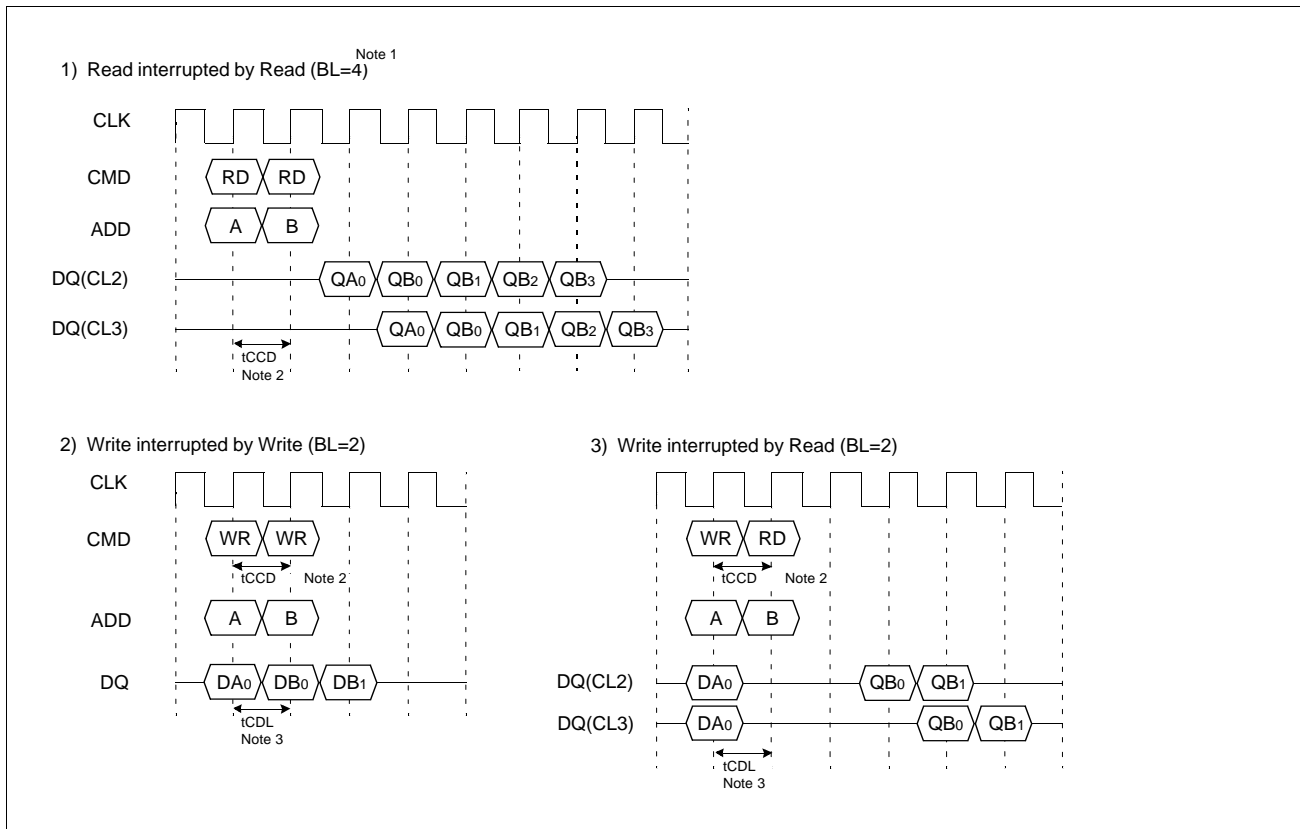 1) Read interrupted by Read (BL=4) Note 1
CLK
CMD RD RD
ADD A B
DQ(CL2) QA0 QB0 QB1 QB2 QB3
DQ(CL3) QA0 QB0 QB1 QB2 QB3
tCCD
Note 2
2) Write interrupted by Write (BL=2)
CLK
CMD WR WR
tCCD Note 2
ADD A B
DQ DA0 DB0 DB1
tCDL
Note 3
3) Write interrupted by Read (BL=2)
WR RD
tCCD Note 2
A B
DQ(CL2) DA0 QB0 QB1
DQ(CL3) DA0 QB0 QB1
tCDL
Note 3